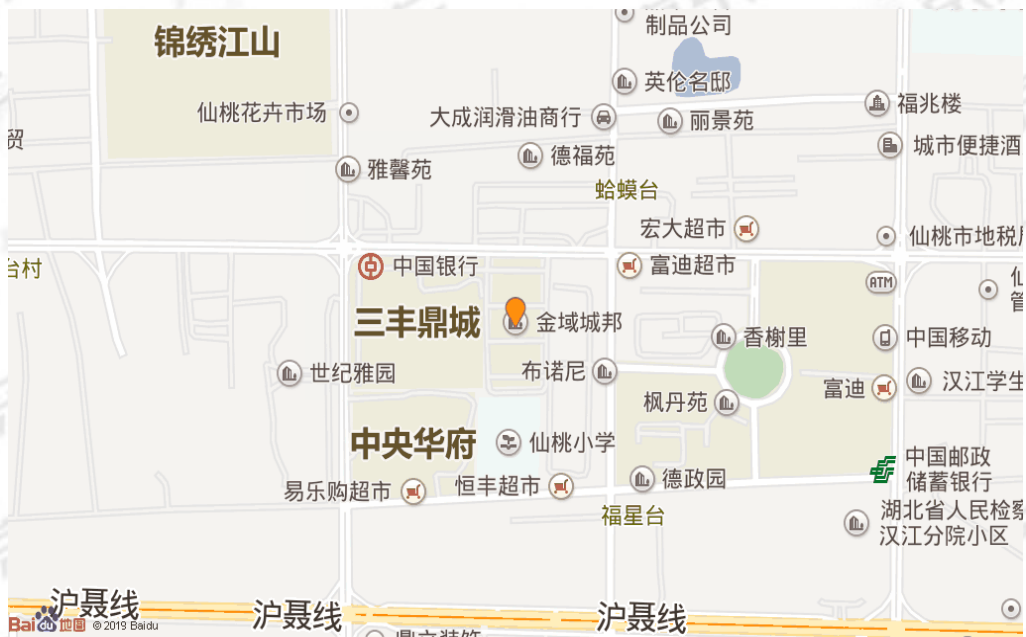 锦绣江山
制品公司
英伦名邸
仙桃花卉市场
大成润滑油商行
丽景苑
福兆楼
贸
雅馨苑
德福苑
城市便捷酒
蛤蟆台
宏大超市
仙桃市地税局
台村
中国银行
富迪超市
ATM
仙
管
三丰鼎城
金域城邦
香榭里
中国移动
世纪雅园
布诺尼
富迪
汉江学生
枫丹苑
中央华府
仙桃小学
中国邮政
储蓄银行
易乐购超市
恒丰超市
德政园
福星台
湖北省人民检察
汉江分院小区
沪聂线
沪聂线
沪聂线
Bai du 地图 © 2019 Baidu